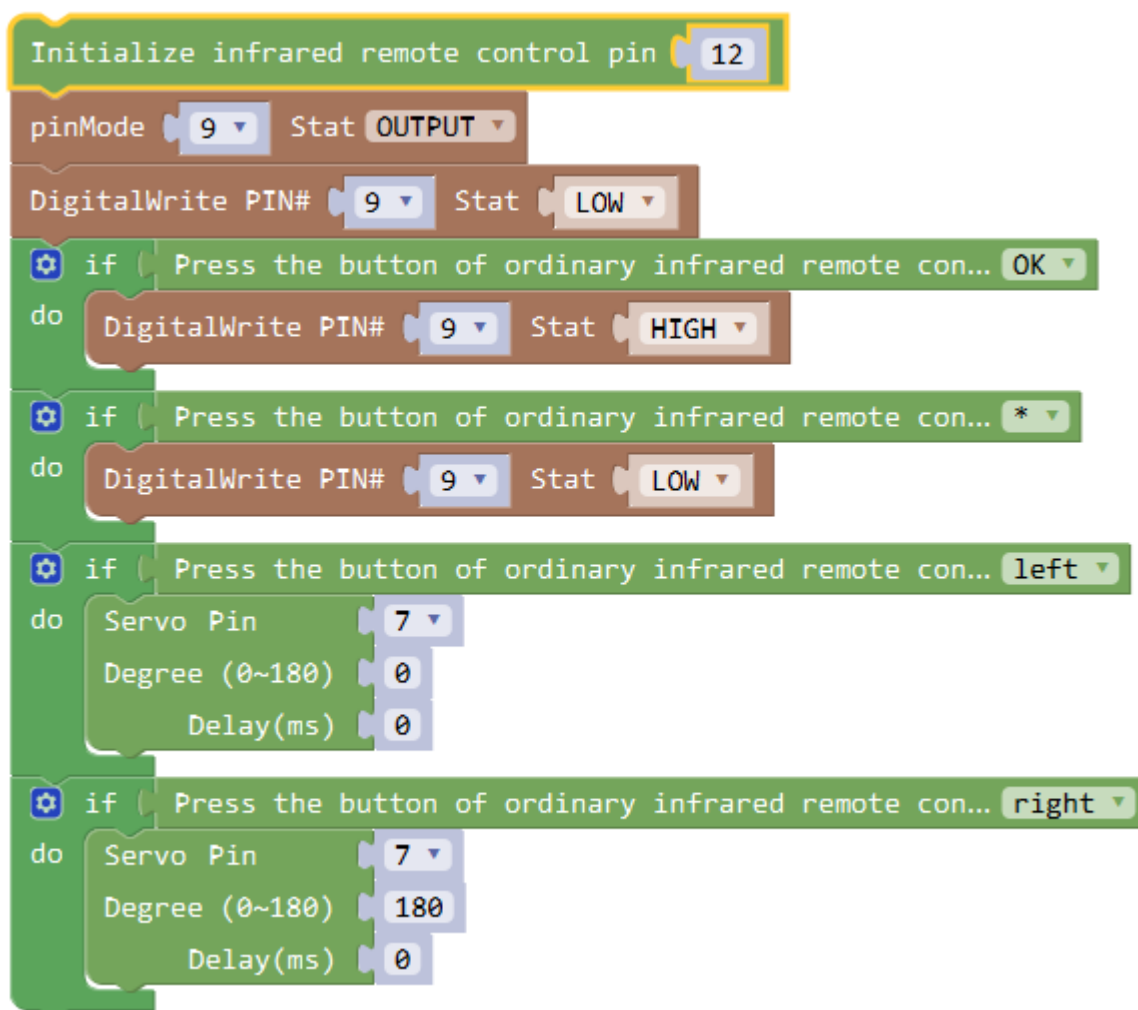 Initialize infrared remote control pin 12
pinMode 9 Stat OUTPUT
DigitalWrite PIN# 9 Stat LOW
if Press the button of ordinary infrared remote con... OK
do DigitalWrite PIN# 9 Stat HIGH
if Press the button of ordinary infrared remote con... *
do DigitalWrite PIN# 9 Stat LOW
if Press the button of ordinary infrared remote con... left
do Servo Pin 7
Degree (0~180) 0
Delay(ms) 0
if Press the button of ordinary infrared remote con... right
do Servo Pin 7
Degree (0~180) 180
Delay(ms) 0